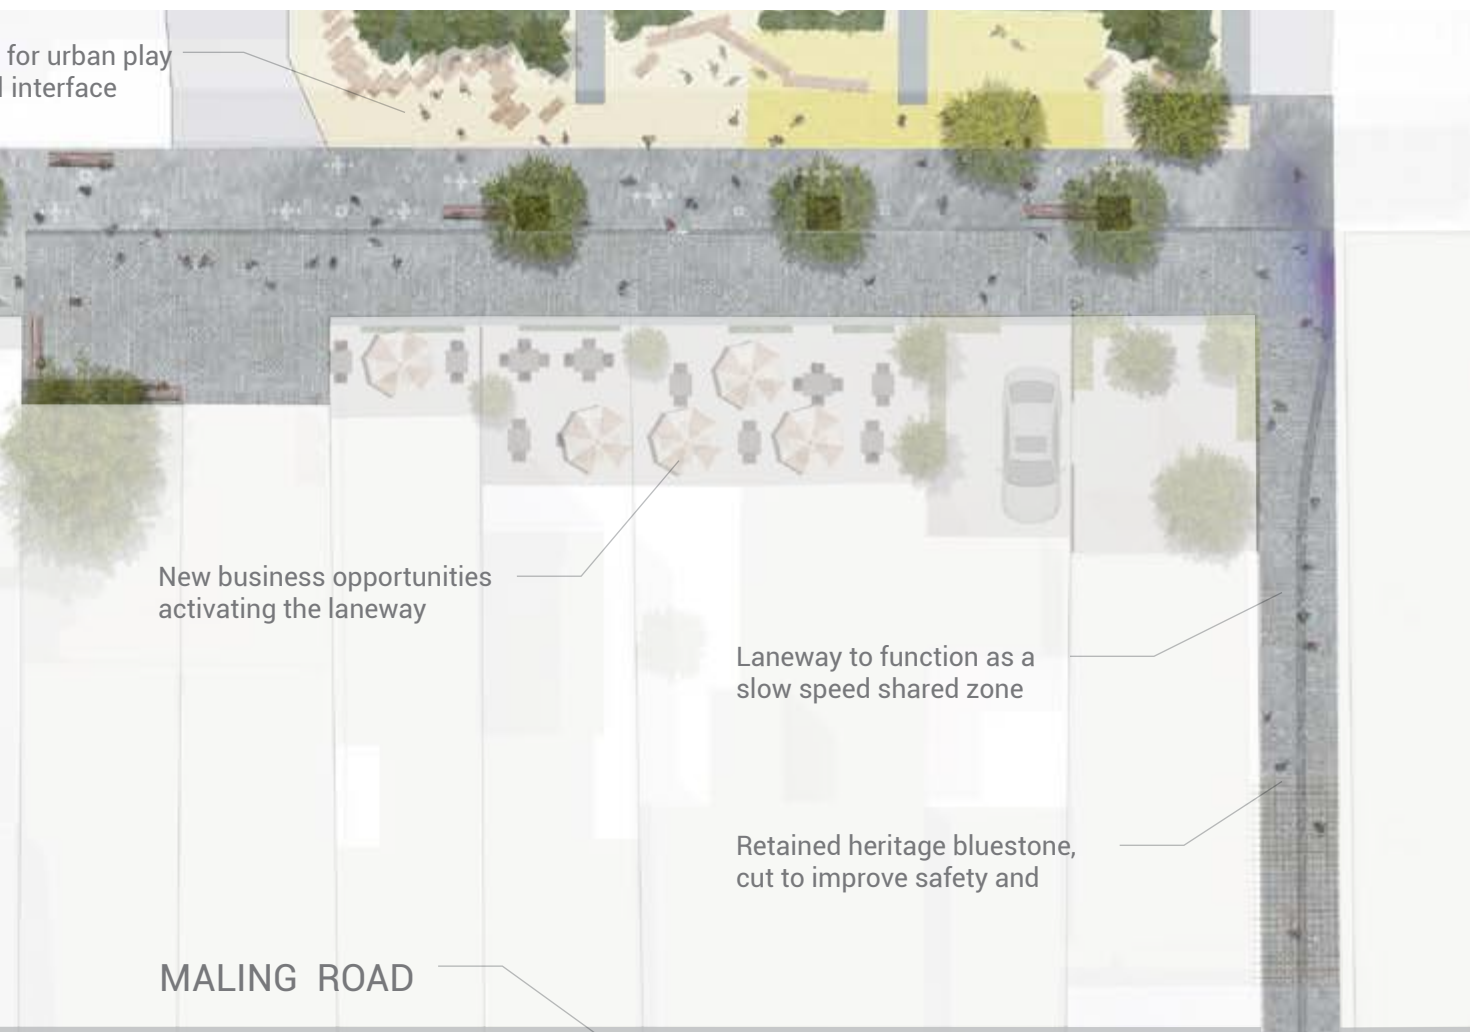 for urban play
interface
New business opportunities
activating the laneway
Laneway to function as a
slow speed shared zone
Retained heritage bluestone,
cut to improve safety and
MALING ROAD